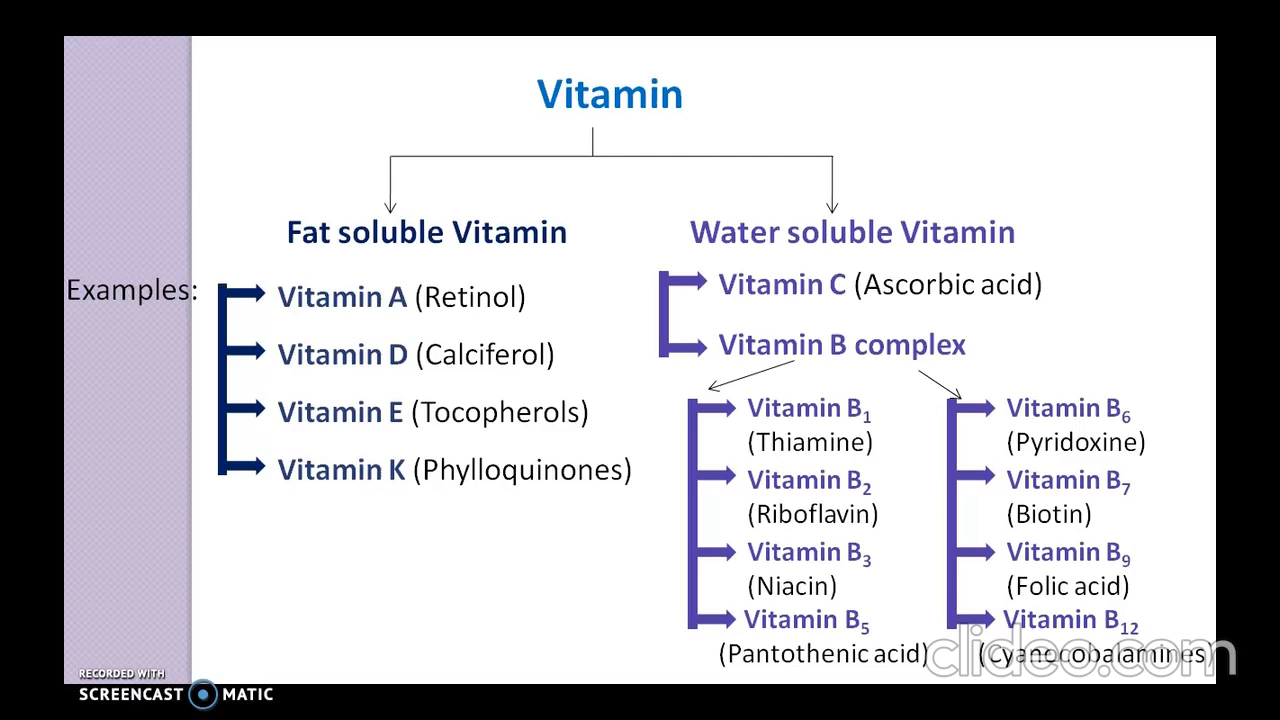 Vitamin
Fat soluble Vitamin
Examples:
Vitamin A (Retinol)
Vitamin D (Calciferol)
Vitamin E (Tocopherols)
Vitamin K (Phylloquinones)
Water soluble Vitamin
Vitamin C (Ascorbic acid)
Vitamin B complex
Vitamin B₁
(Thiamine)
Vitamin B₂
(Riboflavin)
Vitamin B₃
(Niacin)
Vitamin B₅
(Pantothenic acid)
Vitamin B₆
(Pyridoxine)
Vitamin B₇
(Biotin)
Vitamin B₉
(Folic acid)
Vitamin B₁₂
(Cyanocobalamines)
clideo.com
RECORDED WITH
SCREENCAST MATIC